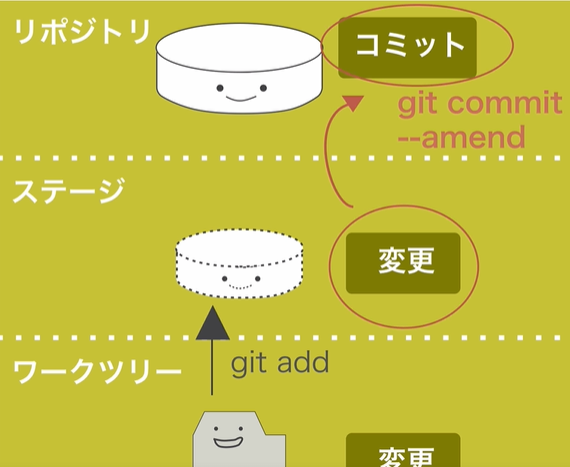 リポジトリ
コミット
git commit
--amend
ステージ
変更
git add
ワークツリー
変更